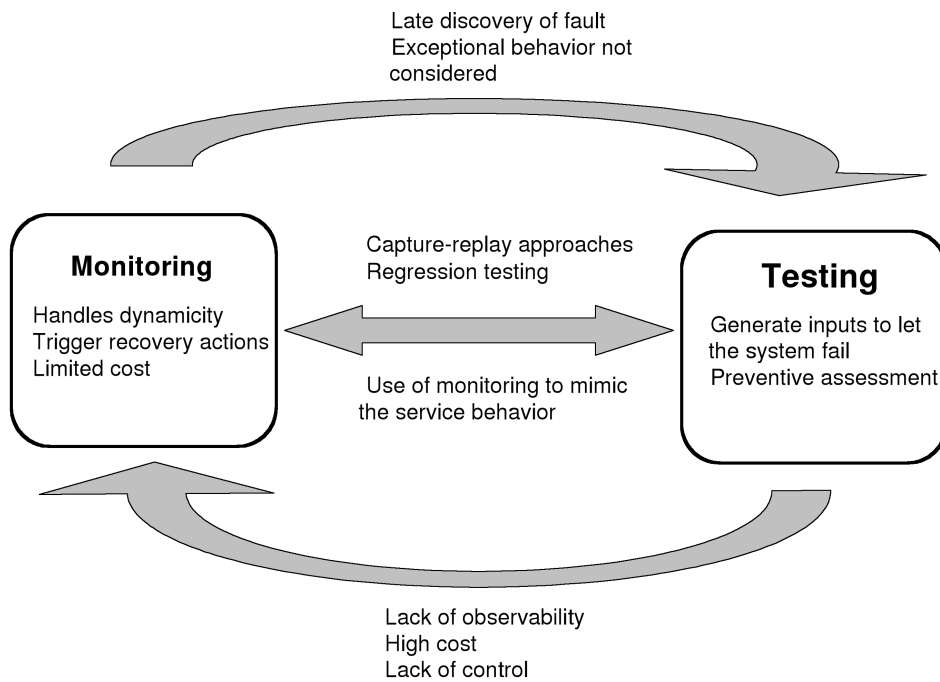 Late discovery of fault
Exceptional behavior not
considered
Monitoring
Handles dynamicity
Trigger recovery actions
Limited cost
Capture-replay approaches
Regression testing
Use of monitoring to mimic
the service behavior
Testing
Generate inputs to let
the system fail
Preventive assessment
Lack of observability
High cost
Lack of control